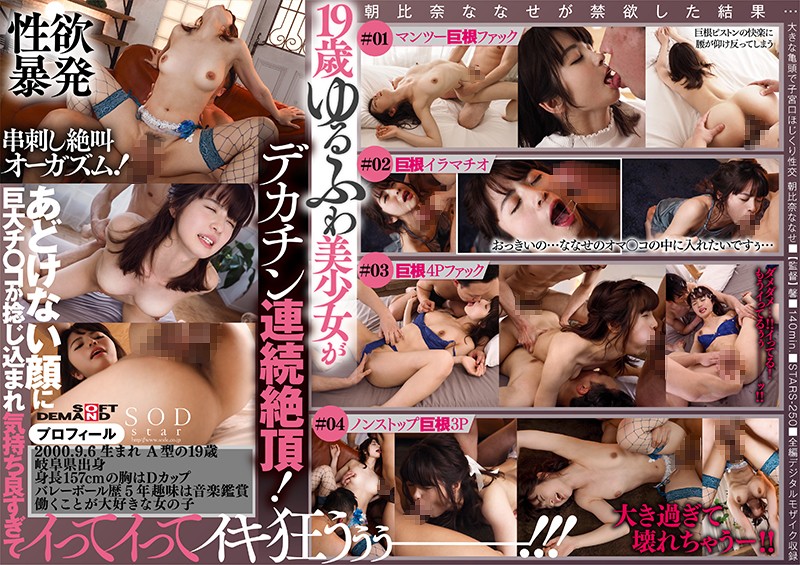 性欲
暴発
串刺し絶叫
オーガズム!
19歳ゆるふわ美少女が
デカチン連続絶頂!
あどけない顔に
巨大チ〇コが捻じ込まれ
気持ち良すぎて
イってイってイキ狂うぅぅ―――!!!
SOFT
DEMAND
SOD
star
プロフィール
2000.9.6 生まれ A型の19歳
岐阜県出身
身長157cmの胸はDカップ
バレーボール歴5年趣味は音楽鑑賞
働くことが大好きな女の子
朝比奈ななせが禁欲した結果…
#01 マンツー巨根ファック
巨根ピストンの快楽に
腰が仰け反ってしまう
#02 巨根イラマチオ
おっきいの…ななせのオマ〇コの中に入れたいですぅ…
#03 巨根4Pファック
#04 ノンストップ巨根3P
大き過ぎて
壊れちゃうー!!
大きな亀頭で子宮口ほじくり性交 朝比奈ななせ■【監督】馨■140min.■STARS-250■全編デジタルモザイク収録